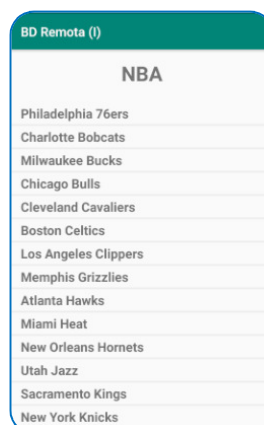 BD Remota (I)
NBA
Philadelphia 76ers
Charlotte Bobcats
Milwaukee Bucks
Chicago Bulls
Cleveland Cavaliers
Boston Celtics
Los Angeles Clippers
Memphis Grizzlies
Atlanta Hawks
Miami Heat
New Orleans Hornets
Utah Jazz
Sacramento Kings
New York Knicks